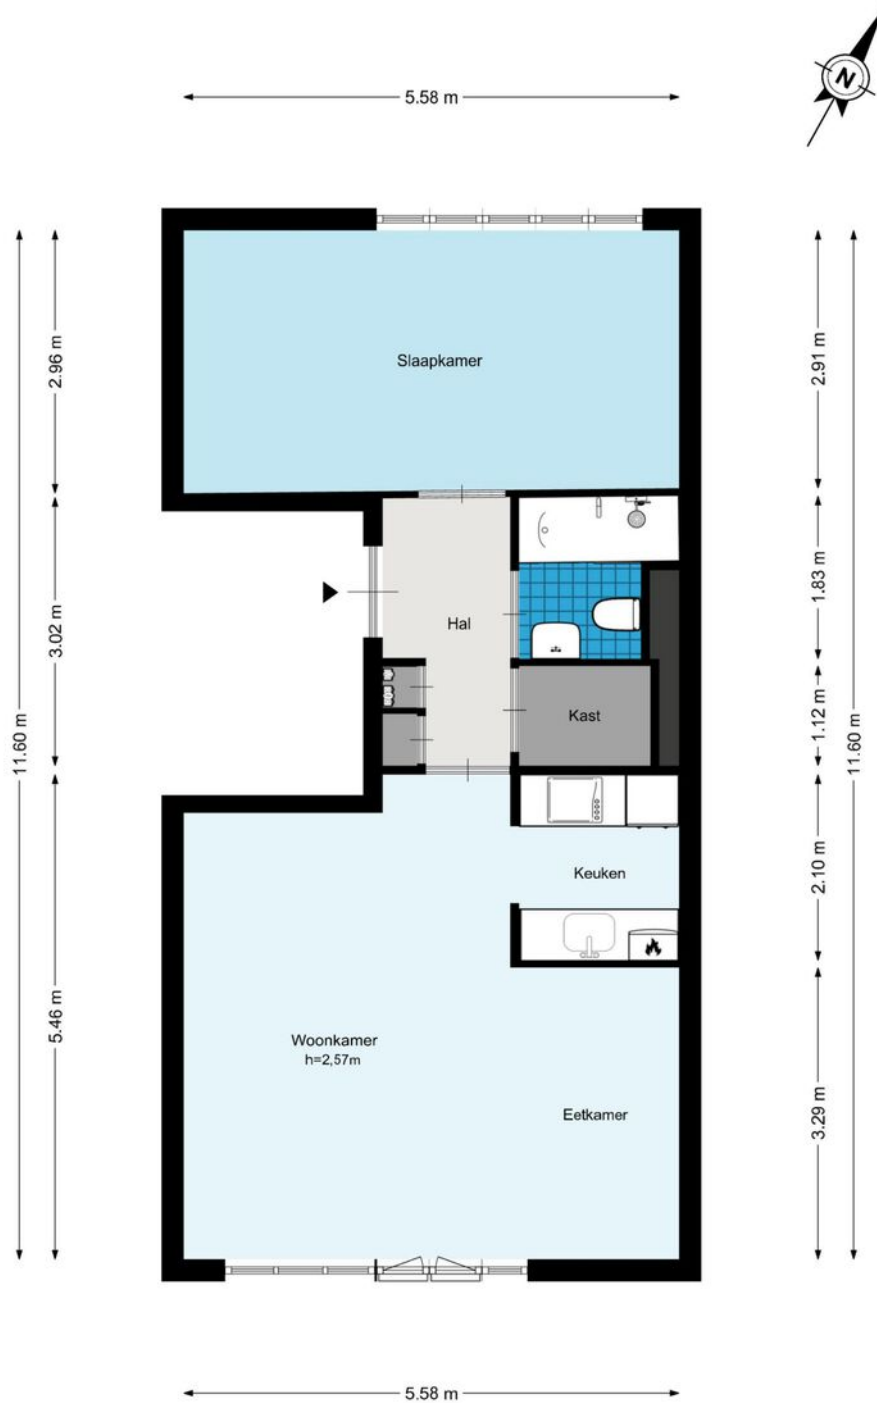 N
5.58 m
2.96 m
2.91 m
Slaapkamer
1.83 m
3.02 m
Hal
1.12 m
Kast
11.60 m
11.60 m
2.10 m
Keuken
5.46 m
Woonkamer
h=2,57m
3.29 m
Eetkamer
5.58 m